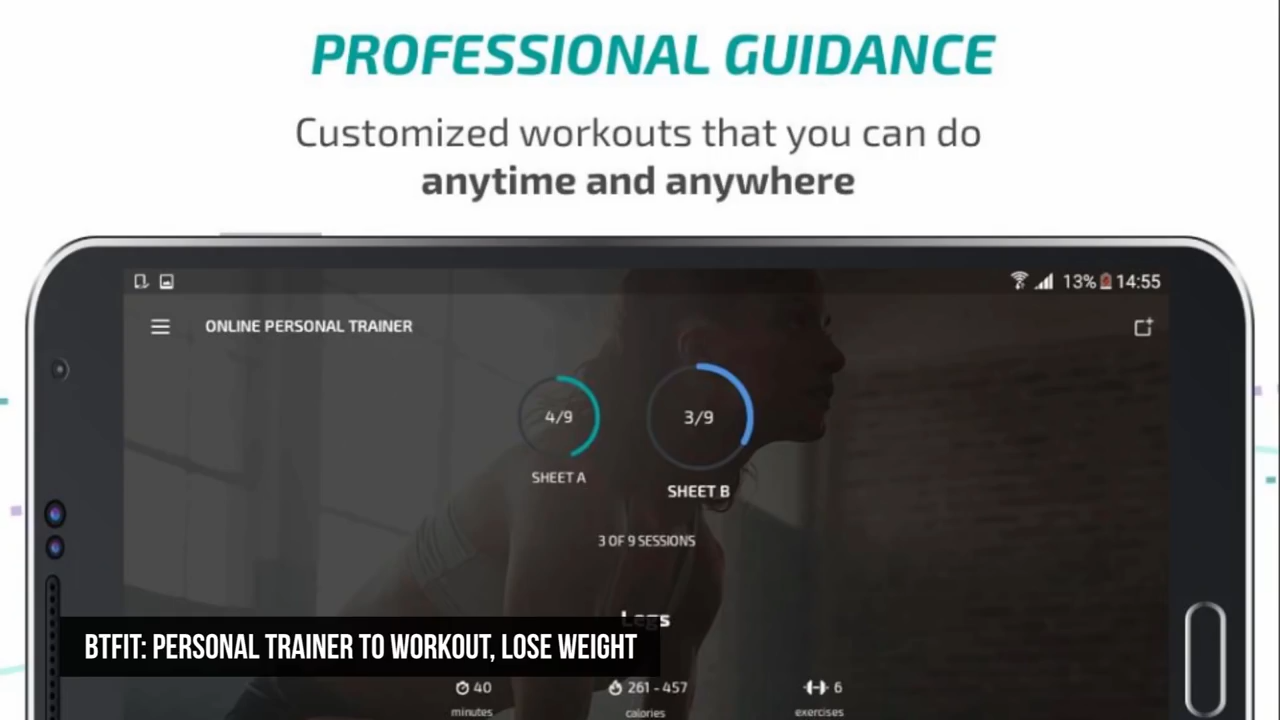 PROFESSIONAL GUIDANCE
Customized workouts that you can do
anytime and anywhere
13% 14:55
ONLINE PERSONAL TRAINER
4/9
3/9
SHEET A
SHEET B
3 OF 9 SESSIONS
Legs
BTFIT: PERSONAL TRAINER TO WORKOUT, LOSE WEIGHT
40
261 - 457
6
minutes
calories
exercises